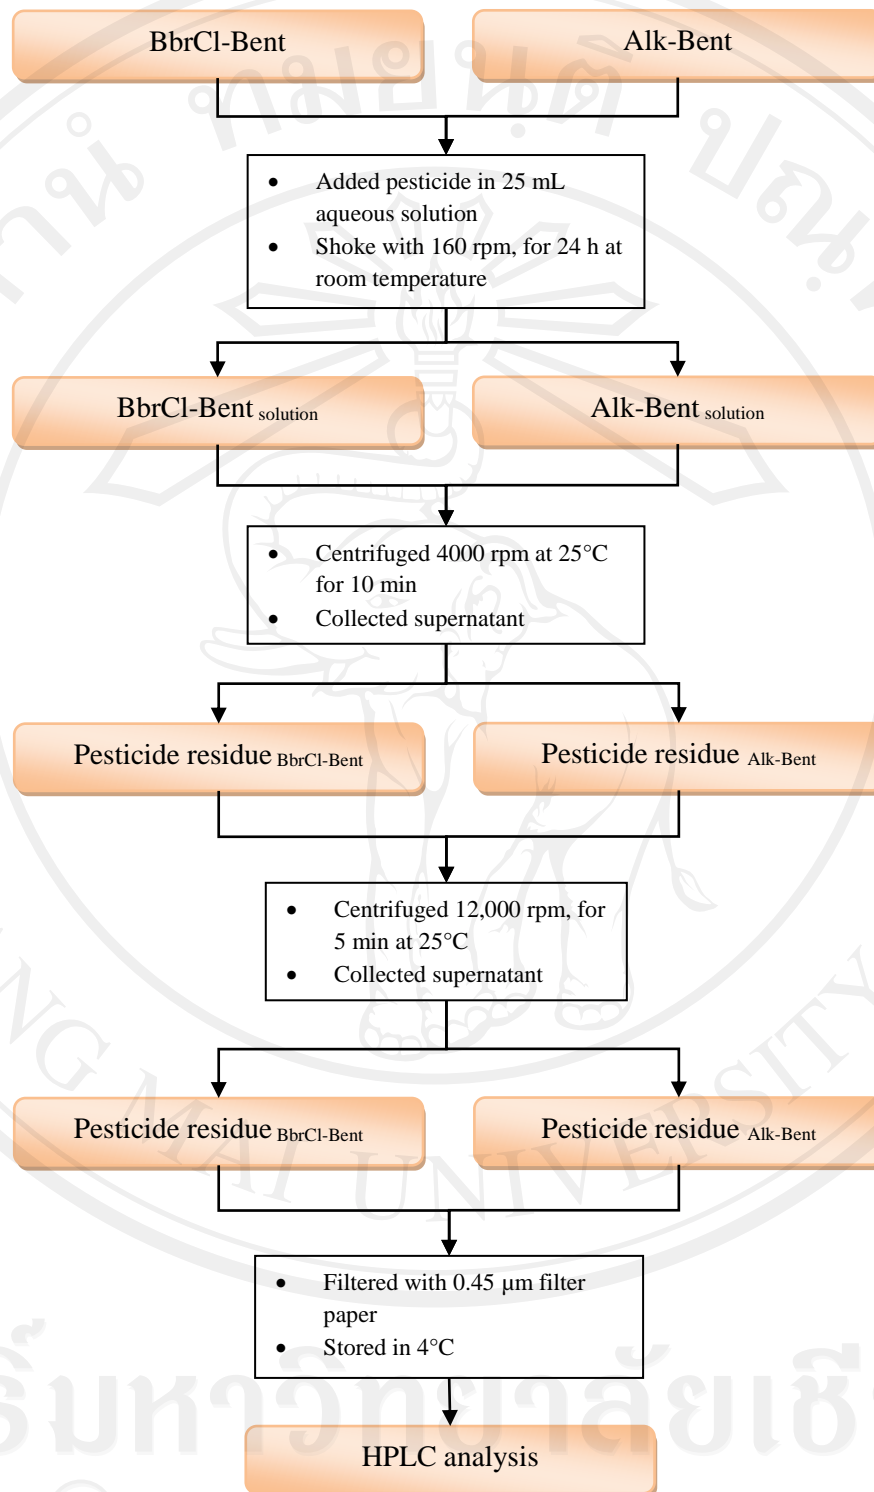 BbrCl-Bent
Alk-Bent
• Added pesticide in 25 mL
aqueous solution
• Shoke with 160 rpm, for 24 h at
room temperature
BbrCl-Bent solution
Alk-Bent solution
• Centrifuged 4000 rpm at 25°C
for 10 min
• Collected supernatant
Pesticide residue BbrCl-Bent
Pesticide residue Alk-Bent
• Centrifuged 12,000 rpm, for
5 min at 25°C
• Collected supernatant
Pesticide residue BbrCl-Bent
Pesticide residue Alk-Bent
• Filtered with 0.45 µm filter
paper
• Stored in 4°C
HPLC analysis
NG MAI UNIVERSITY